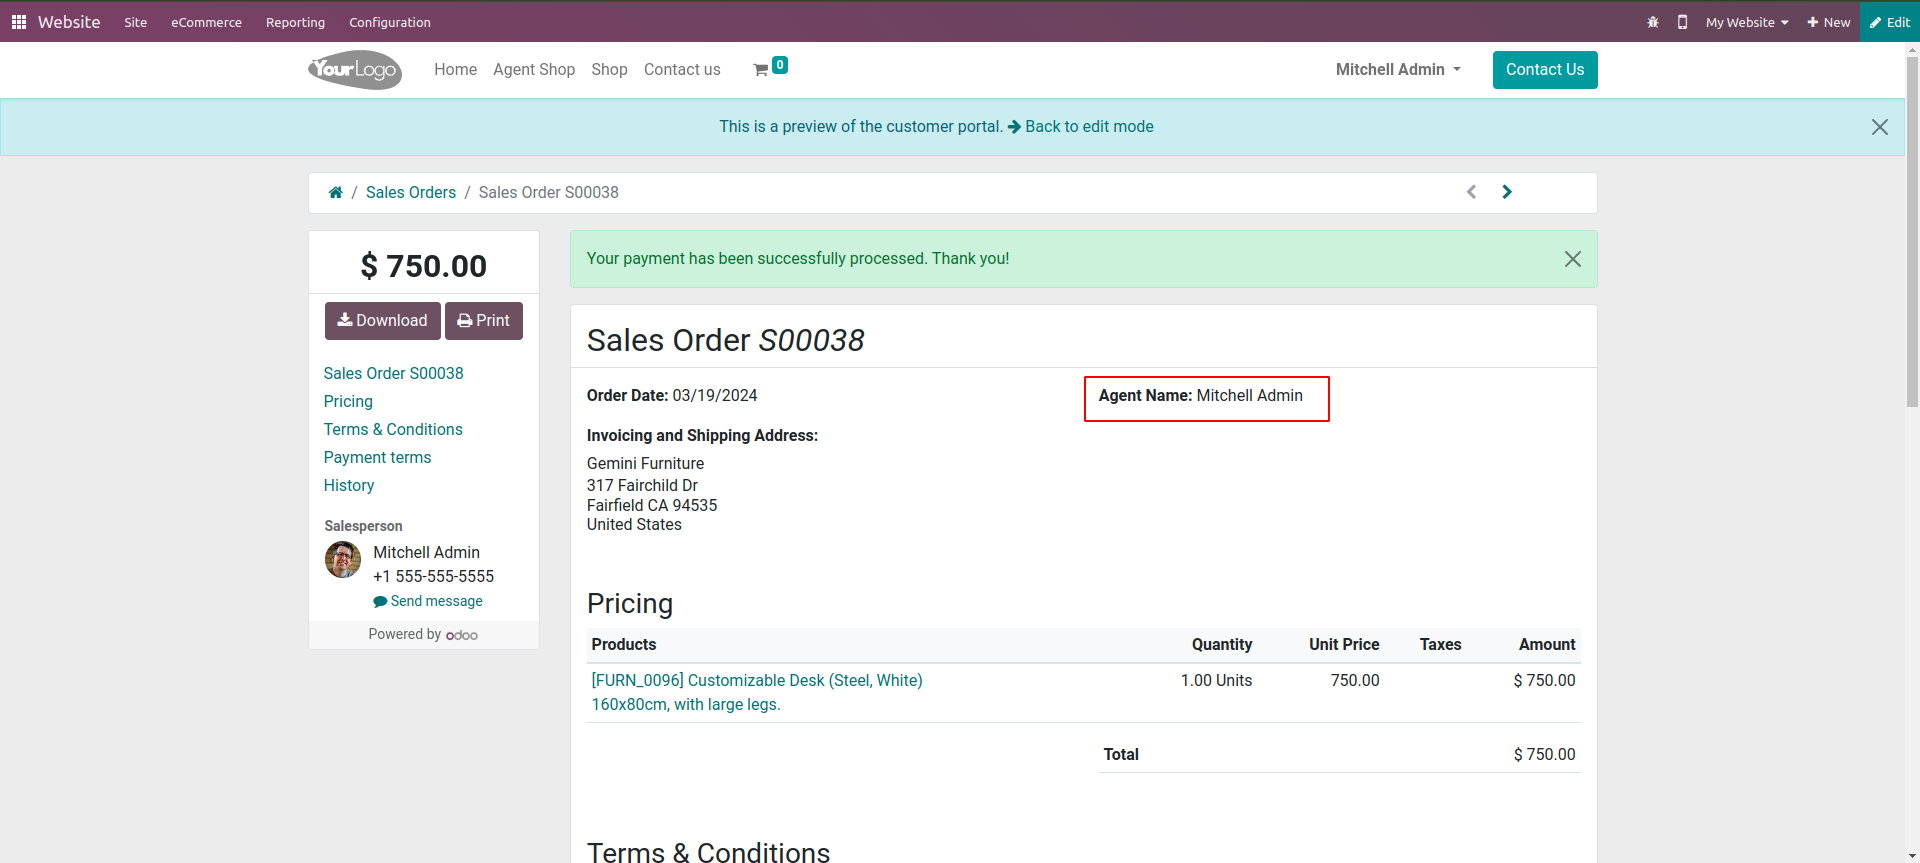 Website Site eCommerce Reporting Configuration My Website New Edit
YourLogo Home Agent Shop Shop Contact us 0 Mitchell Admin Contact Us
This is a preview of the customer portal. Back to edit mode
/ Sales Orders / Sales Order S00038
$ 750.00
Download Print
Sales Order S00038
Pricing
Terms & Conditions
Payment terms
History
Salesperson
Mitchell Admin
+1 555-555-5555
Send message
Powered by odoo
Your payment has been successfully processed. Thank you!
Sales Order S00038
Order Date: 03/19/2024 Agent Name: Mitchell Admin
Invoicing and Shipping Address:
Gemini Furniture
317 Fairchild Dr
Fairfield CA 94535
United States
Pricing
Products Quantity Unit Price Taxes Amount
[FURN_0096] Customizable Desk (Steel, White) 1.00 Units 750.00 $ 750.00
160x80cm, with large legs.
Total $ 750.00
Terms & Conditions